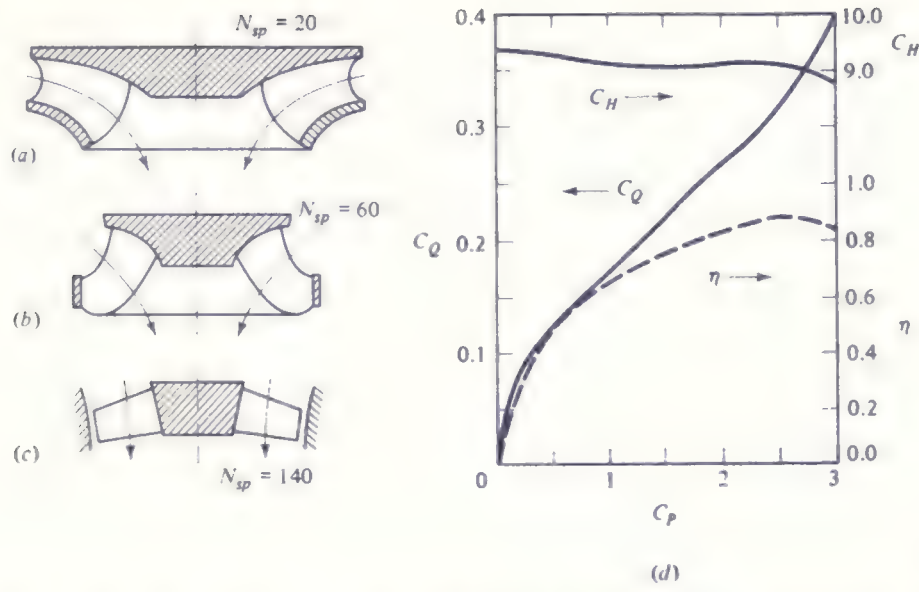 N_sp = 20
(a)
N_sp = 60
(b)
(c)
N_sp = 140
0.4
0.3
C_Q
0.2
0.1
0
10.0
C_H
9.0
1.0
0.8
0.6
η
0.4
0.2
0.0
C_H
C_Q
η
1
2
3
C_P
(d)